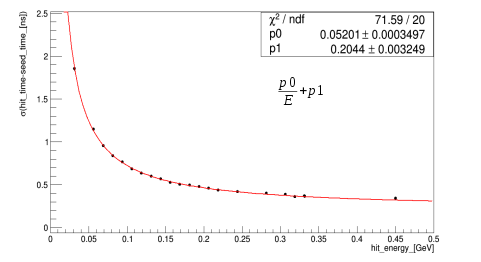 χ² / ndf 71.59 / 20
p0 0.05201 ± 0.0003497
p1 0.2044 ± 0.003249
p0/E + p1
σ(hit_time-seed_time_[ns])
2.5
2
1.5
1
0.5
0
0 0.05 0.1 0.15 0.2 0.25 0.3 0.35 0.4 0.45 0.5
hit_energy_[GeV]